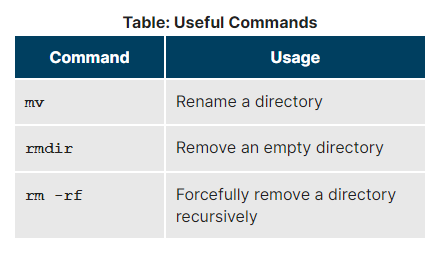 Table: Useful Commands
Command Usage
mv Rename a directory
rmdir Remove an empty directory
rm -rf Forcefully remove a directory
recursively